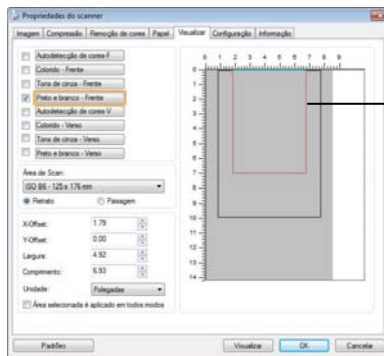 Propriedades do scanner
Imagem Compressão Remoção de cores Papel Visualizar Configuração Informação
Autodetecção de cores F
Colorido - Frente
Tons de cinza - Frente
Preto e branco - Frente
Autodetecção de cores V
Colorido - Verso
Tons de cinza - Verso
Preto e branco - Verso
Área de Scan:
ISO B6 - 125 x 176 mm
Retrato Paisagem
X-Offset: 1.79
Y-Offset: 0.00
Largura: 4.92
Comprimento: 6.93
Unidade: Polegadas
Área selecionada é aplicado em todos modos
0 1 2 3 4 5 6 7 8 9
0
1
2
3
4
5
6
7
8
9
10
11
12
13
14
Padrões Visualizar OK Cancelar